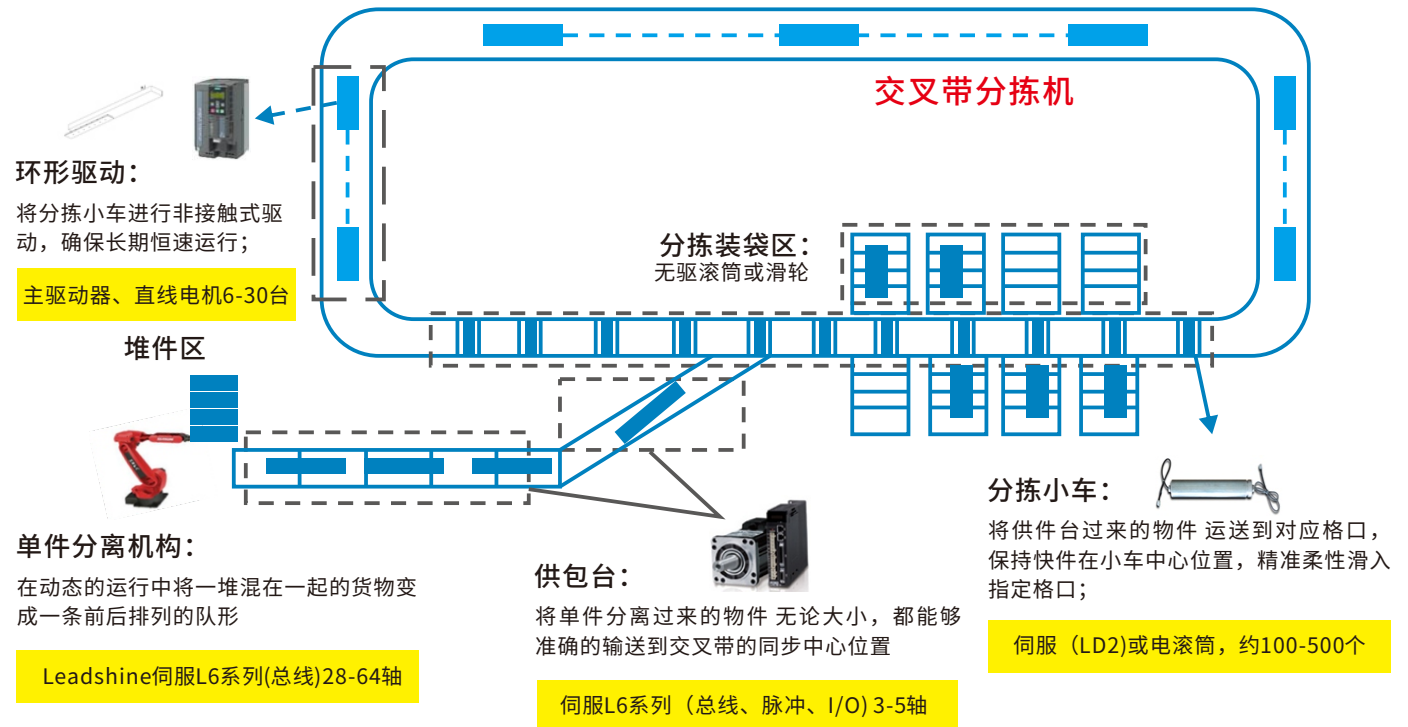 交叉带分拣机
环形驱动：
将分拣小车进行非接触式驱
动，确保长期恒速运行；
主驱动器、直线电机6-30台
分拣装袋区：
无驱滚筒或滑轮
堆件区
单件分离机构：
在动态的运行中将一堆混在一起的货物变
成一条前后排列的队形
Leadshine伺服L6系列(总线)28-64轴
供包台：
将单件分离过来的物件 无论大小，都能够
准确的输送到交叉带的同步中心位置
伺服L6系列（总线、脉冲、I/O) 3-5轴
分拣小车：
将供件台过来的物件 运送到对应格口，
保持快件在小车中心位置，精准柔性滑入
指定格口；
伺服（LD2)或电滚筒，约100-500个